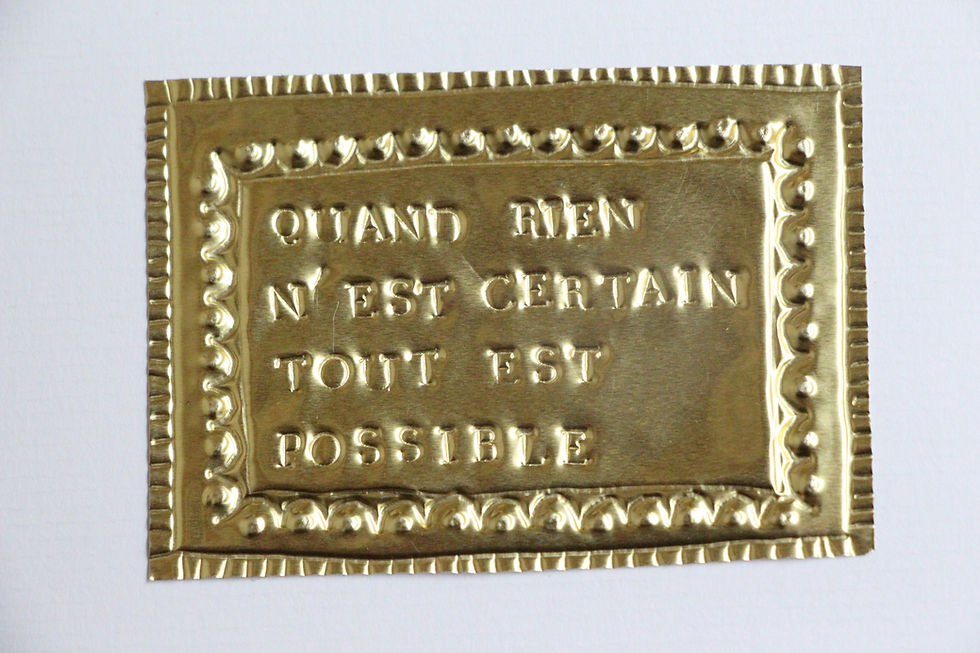 QUAND RIEN
N'EST CERTAIN
TOUT EST
POSSIBLE